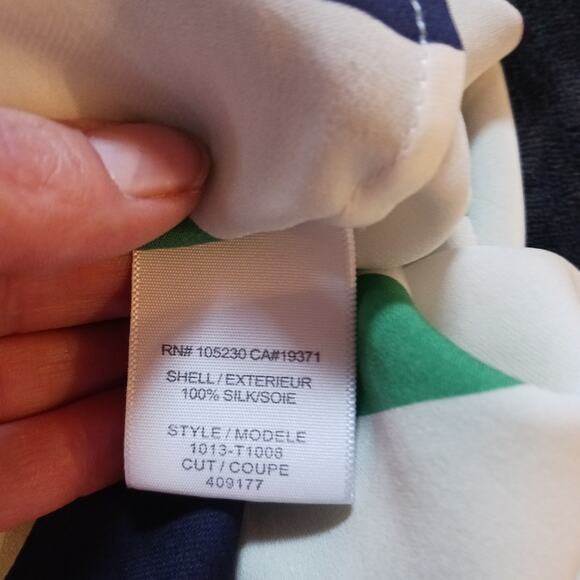 RN# 105230 CA#19371
SHELL / EXTERIEUR
100% SILK/SOIE
STYLE / MODELE
1013-T1008
CUT / COUPE
409177